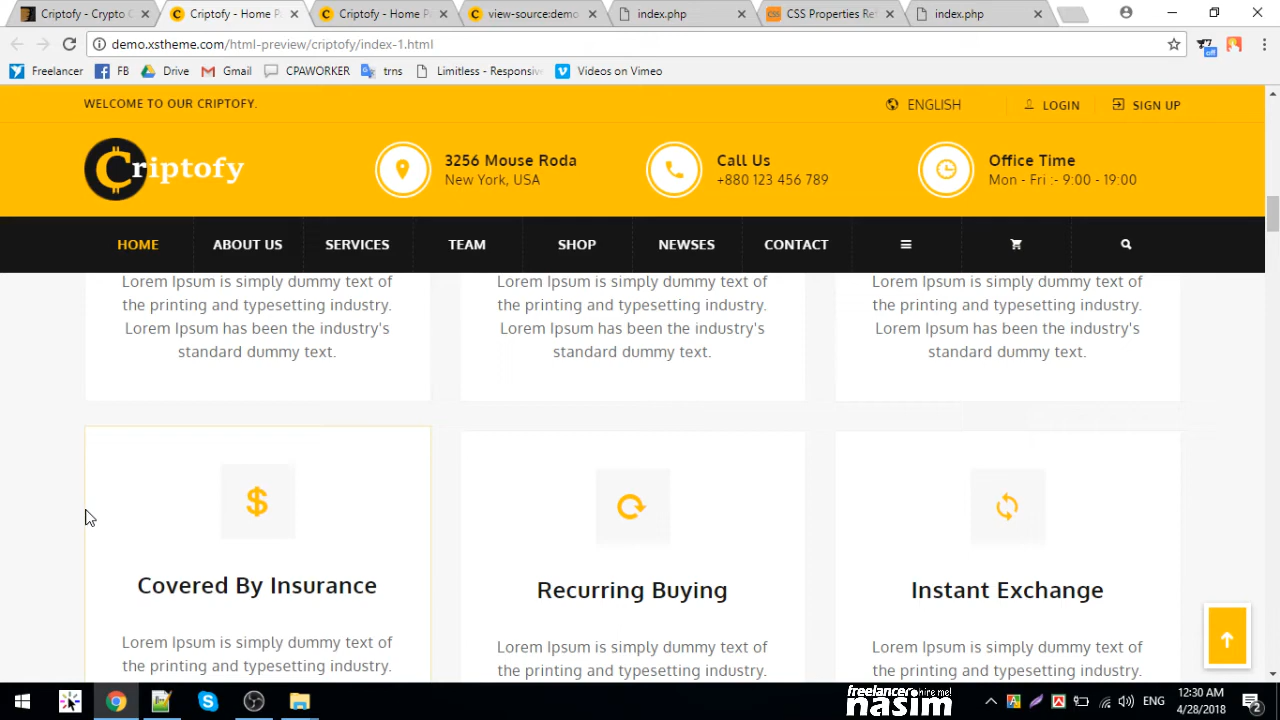 Criptofy - Crypto C
Criptofy - Home P
Criptofy - Home P
view-source:demo
index.php
CSS Properties Re
index.php
demo.xstheme.com/html-preview/criptofy/index-1.html
Freelancer
FB
Drive
Gmail
CPAWORKER
trns
Limitless - Responsiv
Videos on Vimeo
off
WELCOME TO OUR CRIPTOFY.
ENGLISH
LOGIN
SIGN UP
Criptofy
3256 Mouse Roda
New York, USA
Call Us
+880 123 456 789
Office Time
Mon - Fri :- 9:00 - 19:00
HOME
ABOUT US
SERVICES
TEAM
SHOP
NEWSES
CONTACT
Lorem Ipsum is simply dummy text of
the printing and typesetting industry.
Lorem Ipsum has been the industry's
standard dummy text.
Lorem Ipsum is simply dummy text of
the printing and typesetting industry.
Lorem Ipsum has been the industry's
standard dummy text.
Lorem Ipsum is simply dummy text of
the printing and typesetting industry.
Lorem Ipsum has been the industry's
standard dummy text.
$
Covered By Insurance
Lorem Ipsum is simply dummy text of
the printing and typesetting industry.
Recurring Buying
Lorem Ipsum is simply dummy text of
the printing and typesetting industry.
Instant Exchange
Lorem Ipsum is simply dummy text of
the printing and typesetting industry.
freelancer
hire me!
nasim
ENG
12:30 AM
4/28/2018
2